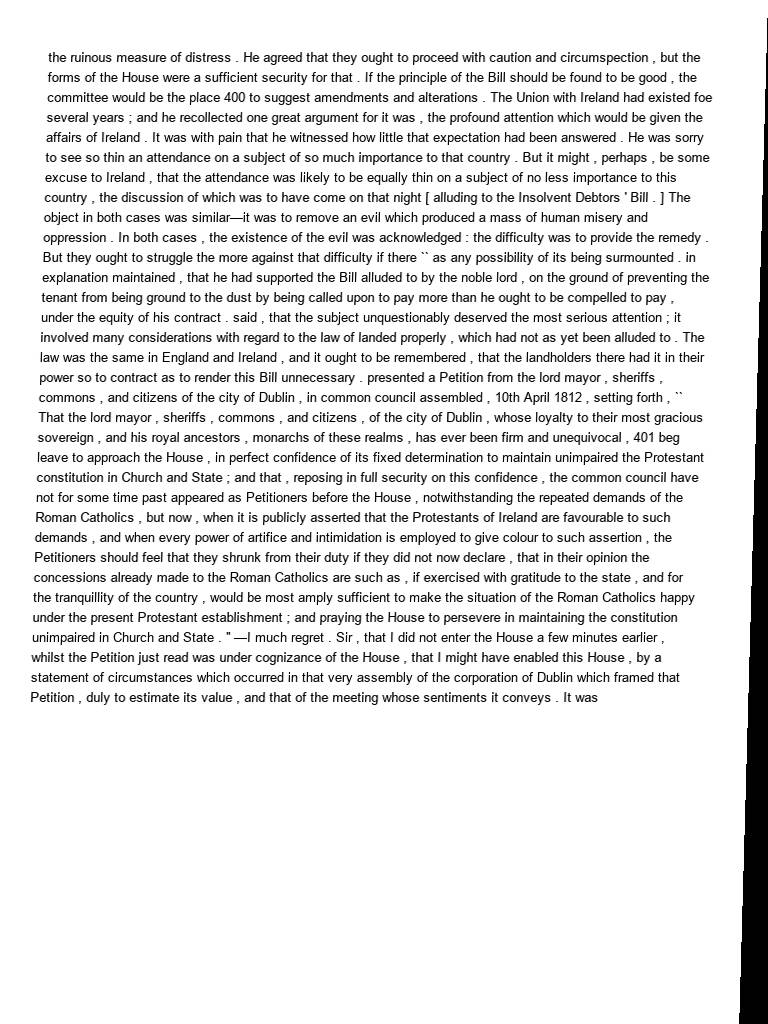 the ruinous measure of distress . He agreed that they ought to proceed with caution and circumspection , but the
forms of the House were a sufficient security for that . If the principle of the Bill should be found to be good , the
committee would be the place 400 to suggest amendments and alterations . The Union with Ireland had existed foe
several years ; and he recollected one great argument for it was , the profound attention which would be given the
affairs of Ireland . It was with pain that he witnessed how little that expectation had been answered . He was sorry
to see so thin an attendance on a subject of so much importance to that country . But it might , perhaps , be some
excuse to Ireland , that the attendance was likely to be equally thin on a subject of no less importance to this
country , the discussion of which was to have come on that night [ alluding to the Insolvent Debtors ' Bill . ] The
object in both cases was similar—it was to remove an evil which produced a mass of human misery and
oppression . In both cases , the existence of the evil was acknowledged : the difficulty was to provide the remedy .
But they ought to struggle the more against that difficulty if there `` as any possibility of its being surmounted . in
explanation maintained , that he had supported the Bill alluded to by the noble lord , on the ground of preventing the
tenant from being ground to the dust by being called upon to pay more than he ought to be compelled to pay ,
under the equity of his contract . said , that the subject unquestionably deserved the most serious attention ; it
involved many considerations with regard to the law of landed properly , which had not as yet been alluded to . The
law was the same in England and Ireland , and it ought to be remembered , that the landholders there had it in their
power so to contract as to render this Bill unnecessary . presented a Petition from the lord mayor , sheriffs ,
commons , and citizens of the city of Dublin , in common council assembled , 10th April 1812 , setting forth , ``
That the lord mayor , sheriffs , commons , and citizens , of the city of Dublin , whose loyalty to their most gracious
sovereign , and his royal ancestors , monarchs of these realms , has ever been firm and unequivocal , 401 beg
leave to approach the House , in perfect confidence of its fixed determination to maintain unimpaired the Protestant
constitution in Church and State ; and that , reposing in full security on this confidence , the common council have
not for some time past appeared as Petitioners before the House , notwithstanding the repeated demands of the
Roman Catholics , but now , when it is publicly asserted that the Protestants of Ireland are favourable to such
demands , and when every power of artifice and intimidation is employed to give colour to such assertion , the
Petitioners should feel that they shrunk from their duty if they did not now declare , that in their opinion the
concessions already made to the Roman Catholics are such as , if exercised with gratitude to the state , and for
the tranquillity of the country , would be most amply sufficient to make the situation of the Roman Catholics happy
under the present Protestant establishment ; and praying the House to persevere in maintaining the constitution
unimpaired in Church and State . " —I much regret . Sir , that I did not enter the House a few minutes earlier ,
whilst the Petition just read was under cognizance of the House , that I might have enabled this House , by a
statement of circumstances which occurred in that very assembly of the corporation of Dublin which framed that
Petition , duly to estimate its value , and that of the meeting whose sentiments it conveys . It was